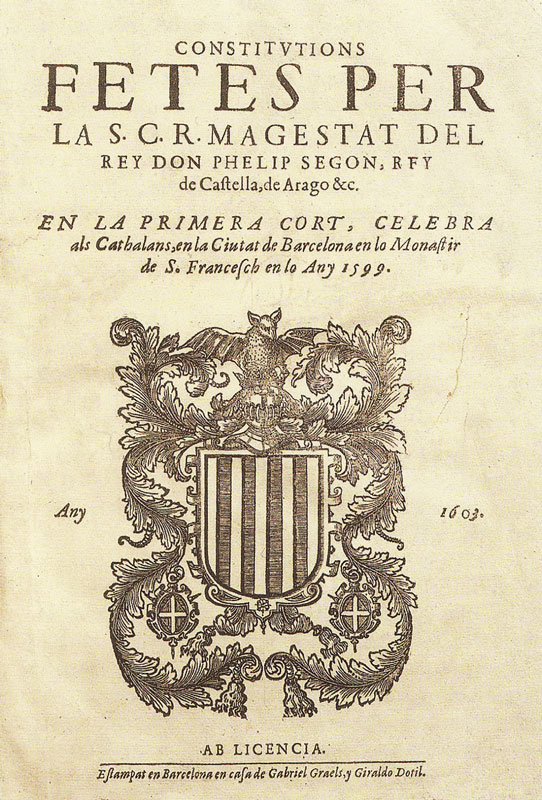 CONSTITVTIONS
FETES PER
LA S. C. R. MAGESTAT DEL
REY DON PHELIP SEGON, RFY
de Caſtella, de Arago &c.
EN LA PRIMERA CORT, CELEBRA
als Cathalans, en la Ciutat de Barcelona en lo Monaſtir
de S. Franceſch en lo Any 1599.
Any 1603.
AB LICENCIA.
Eſtampat en Barcelona en caſa de Gabriel Graels, y Giraldo Dotil.